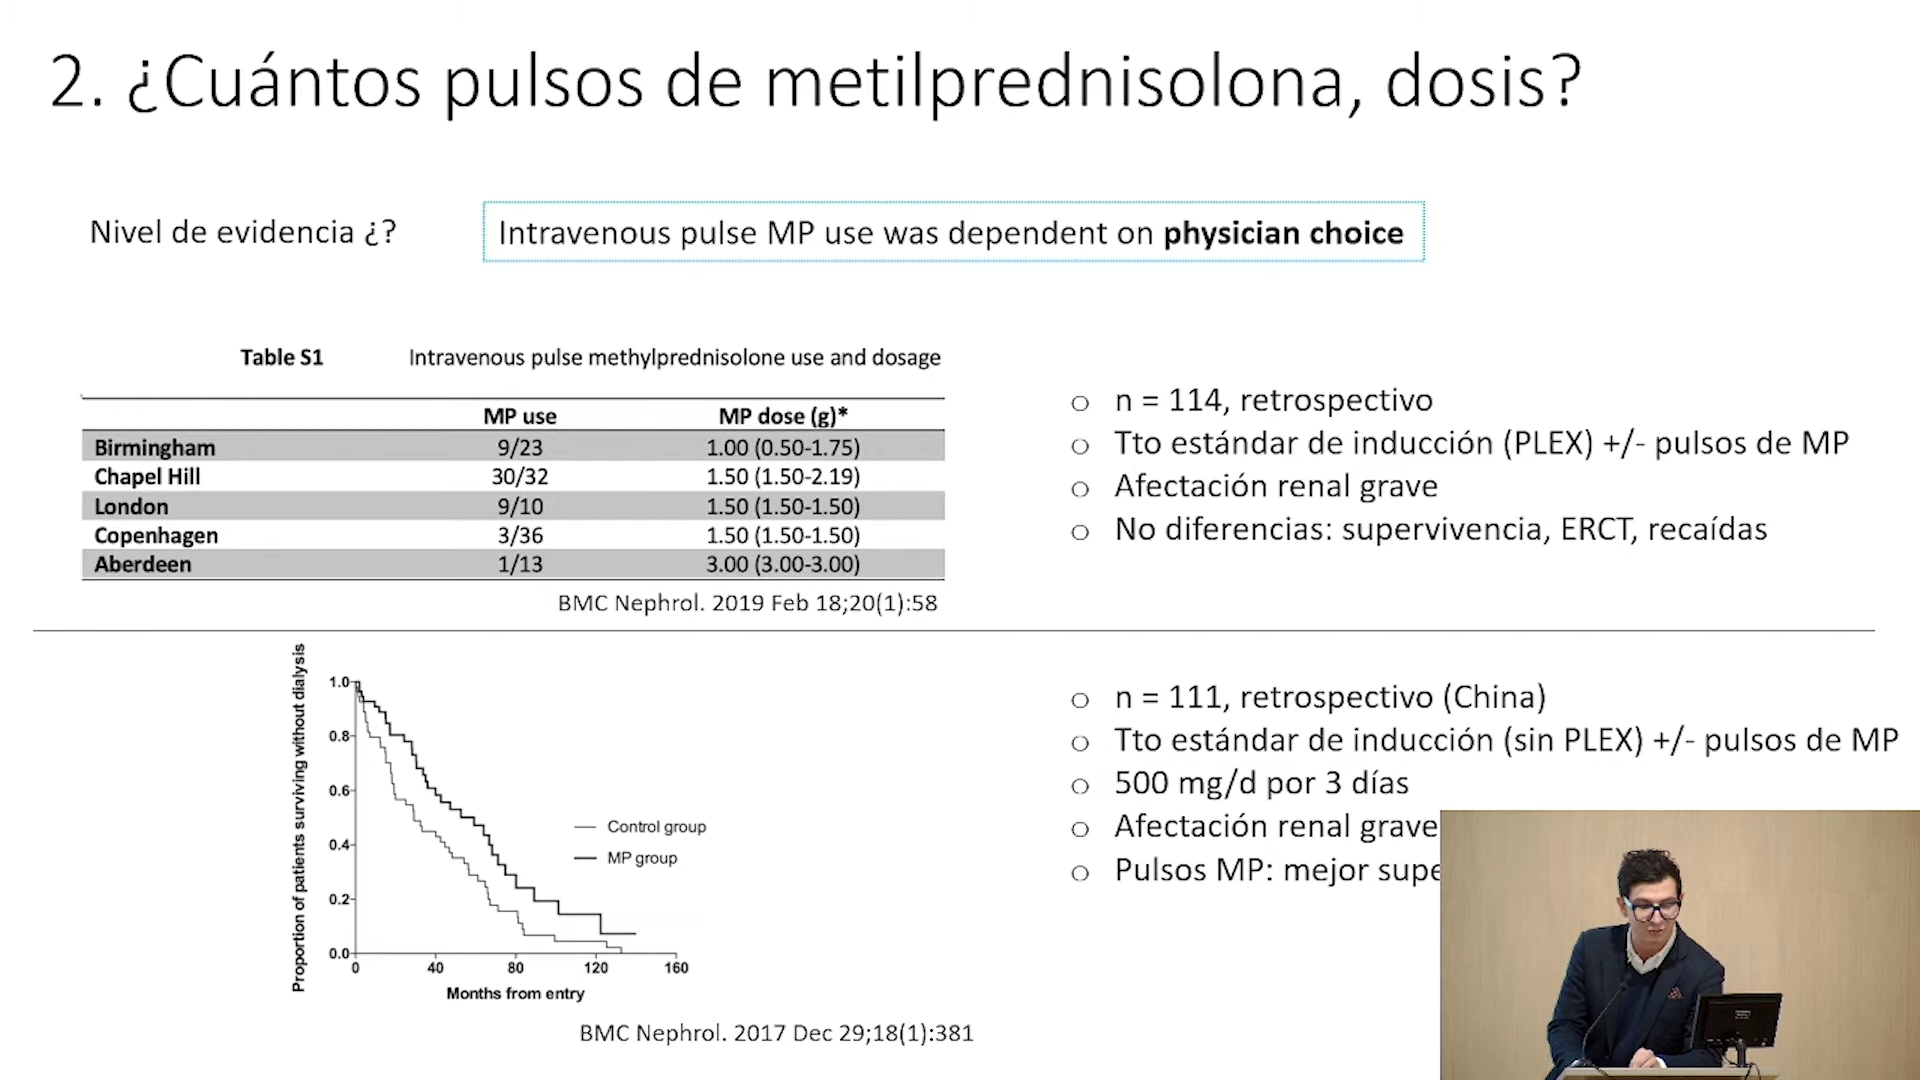 2. ¿Cuántos pulsos de metilprednisolona, dosis?
Nivel de evidencia ¿?
Intravenous pulse MP use was dependent on physician choice
Table S1 Intravenous pulse methylprednisolone use and dosage
MP use MP dose (g)*
Birmingham 9/23 1.00 (0.50-1.75)
Chapel Hill 30/32 1.50 (1.50-2.19)
London 9/10 1.50 (1.50-1.50)
Copenhagen 3/36 1.50 (1.50-1.50)
Aberdeen 1/13 3.00 (3.00-3.00)
BMC Nephrol. 2019 Feb 18;20(1):58
o n = 114, retrospectivo
o Tto estándar de inducción (PLEX) +/- pulsos de MP
o Afectación renal grave
o No diferencias: supervivencia, ERCT, recaídas
Proportion of patients surviving without dialysis
1.0
0.8
0.6
0.4
0.2
0.0
0 40 80 120 160
Months from entry
Control group
MP group
BMC Nephrol. 2017 Dec 29;18(1):381
o n = 111, retrospectivo (China)
o Tto estándar de inducción (sin PLEX) +/- pulsos de MP
o 500 mg/d por 3 días
o Afectación renal grave
o Pulsos MP: mejor supe